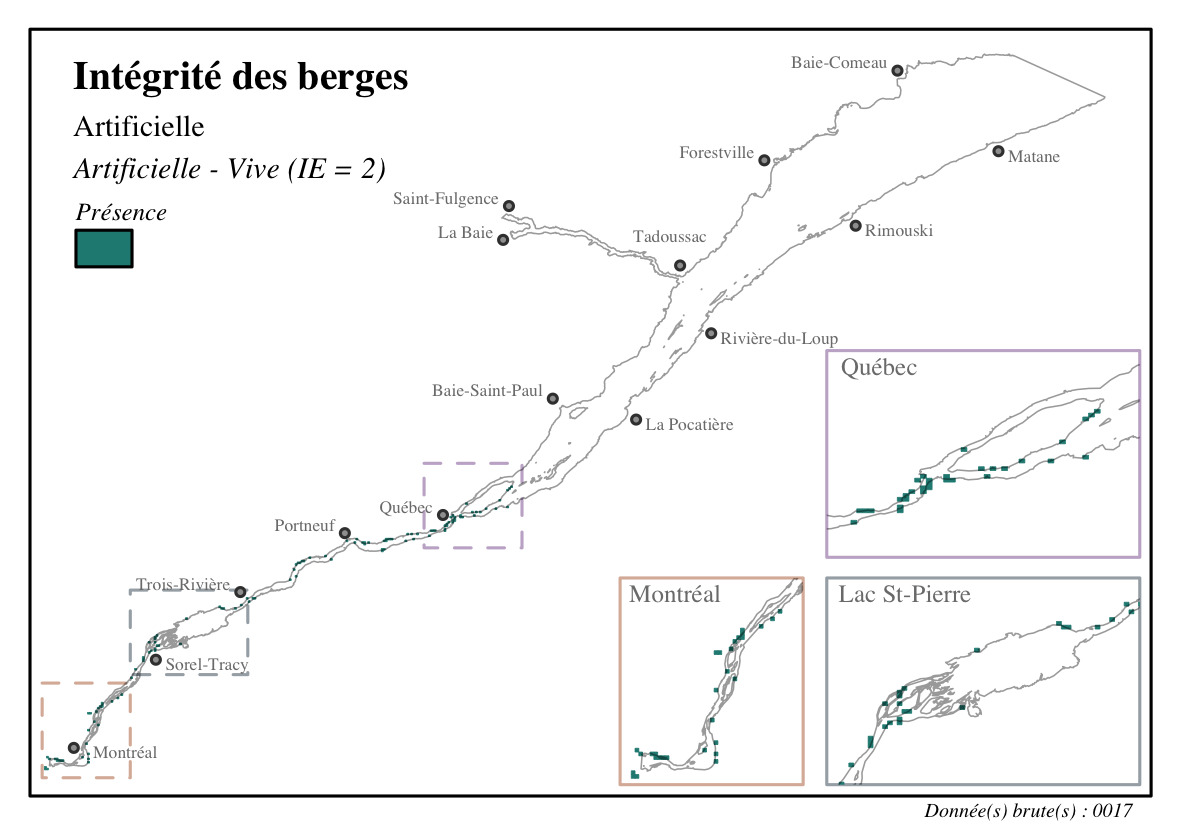 Intégrité des berges
Artificielle
Artificielle - Vive (IE = 2)
Présence
Baie-Comeau
Forestville
Matane
Saint-Fulgence
La Baie
Tadoussac
Rimouski
Rivière-du-Loup
Baie-Saint-Paul
La Pocatière
Québec
Portneuf
Trois-Rivière
Sorel-Tracy
Montréal
Québec
Montréal
Lac St-Pierre
Donnée(s) brute(s) : 0017